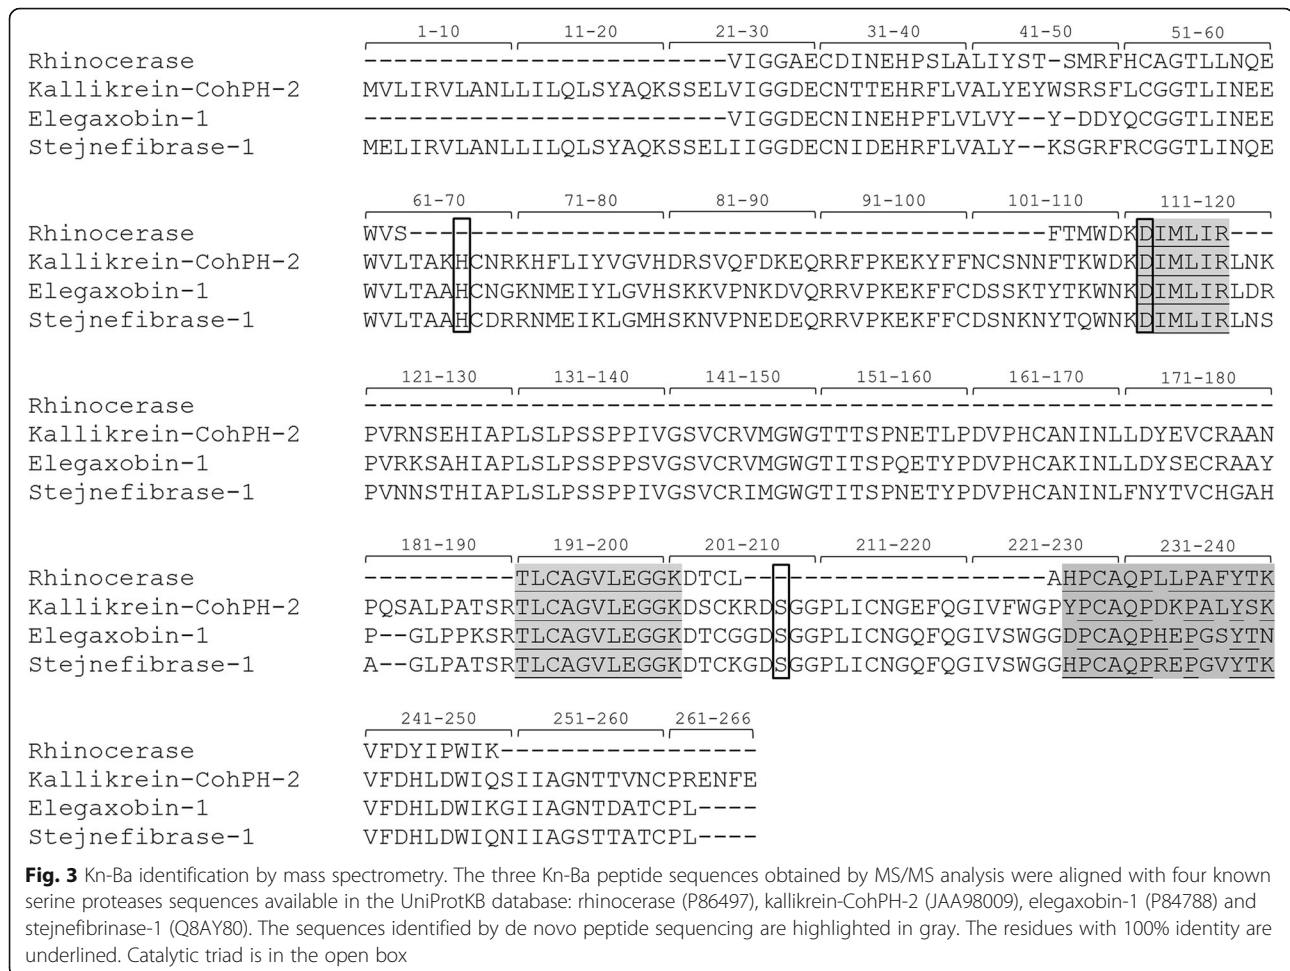 1-10 11-20 21-30 31-40 41-50 51-60
Rhinocerase ------------------------VIGGAECDINEHPSLALIYST-SMRFHCAGTLLNQE
Kallikrein-CohPH-2 MVLIRVLANLLILQLSYAQKSSELVIGGDECNTTEHRFLVALYEYWSRSFLCGGTLINEE
Elegaxobin-1 ------------------------VIGGDECNINEHPFLVLVY--Y-DDYQCGGTLINEE
Stejnefibrase-1 MELIRVLANLLILQLSYAQKSSELIIGGDECNIDEHRFLVALY--KSGRFRCGGTLINQE
61-70 71-80 81-90 91-100 101-110 111-120
Rhinocerase WVS------------------------------------------FTMWDKDIMLIR---
Kallikrein-CohPH-2 WVLTAKHCNRKHFLIYVGVHDRSVQFDKEQRRFPKEKYFFNCSNNFTKWDKDIMLIRLNK
Elegaxobin-1 WVLTAAHCNGKNMEIYLGVHSKKVPNKDVQRRVPKEKFFCDSSKTYTKWNKDIMLIRLDR
Stejnefibrase-1 WVLTAAHCDRRNMEIKLGMHSKNVPNEDEQRRVPKEKFFCDSNKNYTQWNKDIMLIRLNS
121-130 131-140 141-150 151-160 161-170 171-180
Rhinocerase ------------------------------------------------------------
Kallikrein-CohPH-2 PVRNSEHIAPLSLPSSPPIVGSVCRVMGWGTTTSPNETLPDVPHCANINLLDYEVCRAAN
Elegaxobin-1 PVRKSAHIAPLSLPSSPPSVGSVCRVMGWGTITSPQETYPDVPHCAKINLLDYSECRAAY
Stejnefibrase-1 PVNNSTHIAPLSLPSSPPIVGSVCRIMGWGTITSPNETYPDVPHCANINLFNYTVCHGAH
181-190 191-200 201-210 211-220 221-230 231-240
Rhinocerase ----------TLCAGVLEGGKDTCL--------------------AHPCAQPLLPAFYTK
Kallikrein-CohPH-2 PQSALPATSRTLCAGVLEGGKDSCKRDSGGPLICNGEFQGIVFWGPYPCAQPDKPALYSK
Elegaxobin-1 P--GLPPKSRTLCAGVLEGGKDTCGGDSGGPLICNGQFQGIVSWGGDPCAQPHEPGSYTN
Stejnefibrase-1 A--GLPATSRTLCAGVLEGGKDTCKGDSGGPLICNGQFQGIVSWGGHPCAQPREPGVYTK
241-250 251-260 261-266
Rhinocerase VFDYIPWIK-----------------
Kallikrein-CohPH-2 VFDHLDWIQSIIAGNTTVNCPRENFE
Elegaxobin-1 VFDHLDWIKGIIAGNTDATCPL----
Stejnefibrase-1 VFDHLDWIQNIIAGSTTATCPL----
Fig. 3 Kn-Ba identification by mass spectrometry. The three Kn-Ba peptide sequences obtained by MS/MS analysis were aligned with four known
serine proteases sequences available in the UniProtKB database: rhinocerase (P86497), kallikrein-CohPH-2 (JAA98009), elegaxobin-1 (P84788) and
stejnefibrinase-1 (Q8AY80). The sequences identified by de novo peptide sequencing are highlighted in gray. The residues with 100% identity are
underlined. Catalytic triad is in the open box